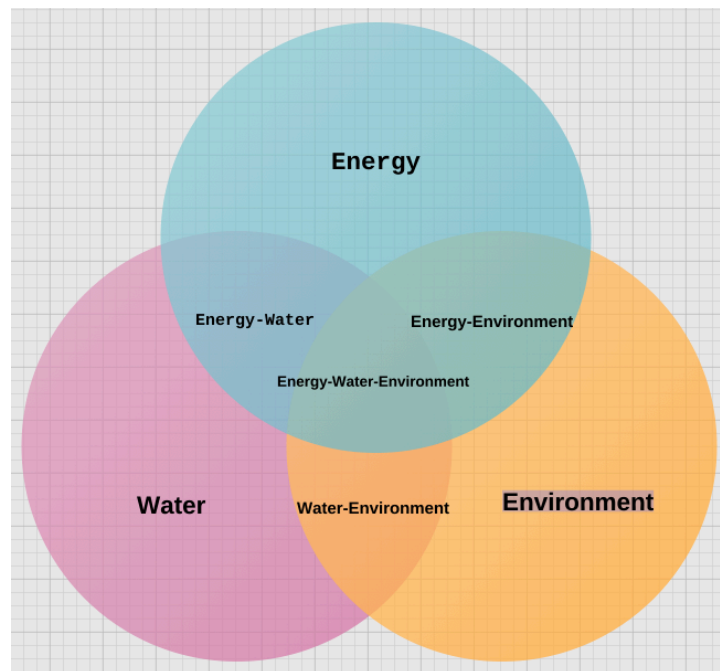 Energy
Energy-Water
Energy-Environment
Energy-Water-Environment
Water
Environment
Water-Environment